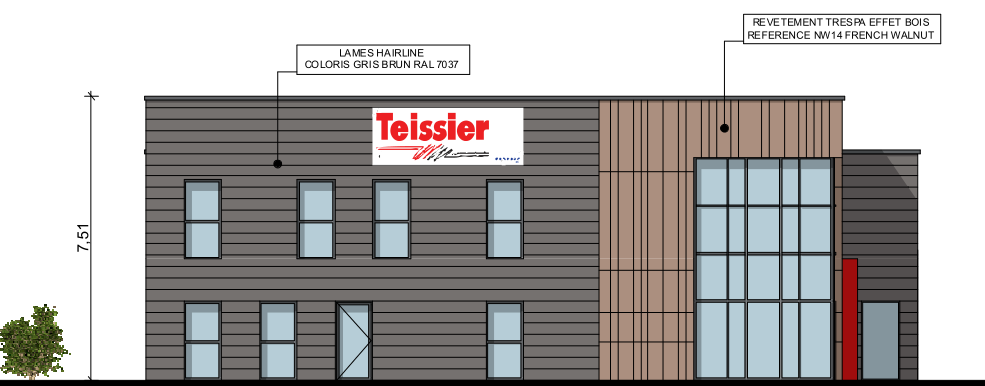 REVETEMENT TRESPA EFFET BOIS
REFERENCE NW14 FRENCH WALNUT
LAMES HAIRLINE
COLORIS GRIS BRUN RAL 7037
Teissier
7,51